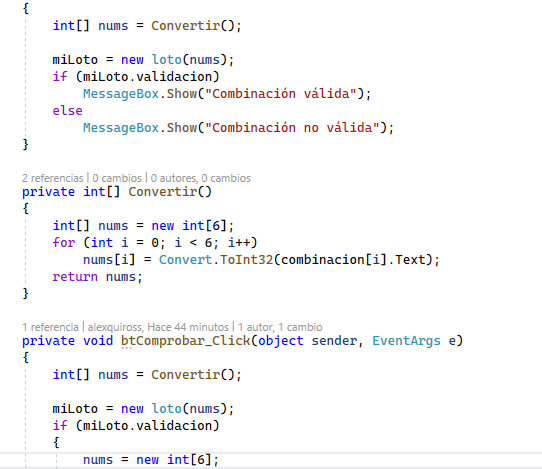 {
int[] nums = Convertir();
miLoto = new loto(nums);
if (miLoto.validacion)
MessageBox.Show("Combinación válida");
else
MessageBox.Show("Combinación no válida");
}
2 referencias | 0 cambios | 0 autores, 0 cambios
private int[] Convertir()
{
int[] nums = new int[6];
for (int i = 0; i < 6; i++)
nums[i] = Convert.ToInt32(combinacion[i].Text);
return nums;
}
1 referencia | alexquiross, Hace 44 minutos | 1 autor, 1 cambio
private void btComprobar_Click(object sender, EventArgs e)
{
int[] nums = Convertir();
miLoto = new loto(nums);
if (miLoto.validacion)
{
nums = new int[6];